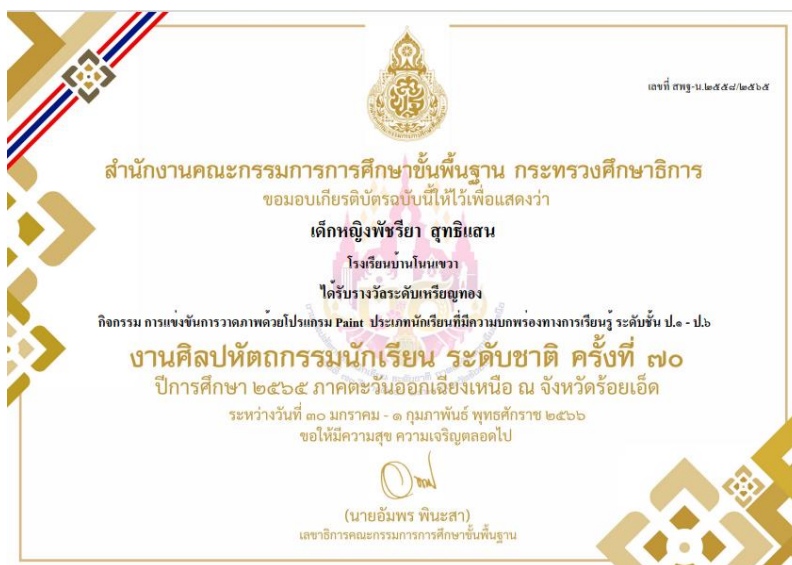 เลขที่ สพฐ-น.๒๕๕๘/๒๕๖๕
สำนักงานคณะกรรมการการศึกษาขั้นพื้นฐาน กระทรวงศึกษาธิการ
ขอมอบเกียรติบัตรฉบับนี้ให้ไว้เพื่อแสดงว่า
เด็กหญิงพัชรียา สุทธิแสน
โรงเรียนบ้านโนนเขวา
ได้รับรางวัลระดับเหรียญทอง
กิจกรรม การแข่งขันการวาดภาพด้วยโปรแกรม Paint ประเภทนักเรียนที่มีความบกพร่องทางการเรียนรู้ ระดับชั้น ป.๑ - ป.๖
งานศิลปหัตถกรรมนักเรียน ระดับชาติ ครั้งที่ ๗๐
ปีการศึกษา ๒๕๖๕ ภาคตะวันออกเฉียงเหนือ ณ จังหวัดร้อยเอ็ด
ระหว่างวันที่ ๓๐ มกราคม - ๑ กุมภาพันธ์ พุทธศักราช ๒๕๖๖
ขอให้มีความสุข ความเจริญตลอดไป
(นายอัมพร พินะสา)
เลขาธิการคณะกรรมการการศึกษาขั้นพื้นฐาน